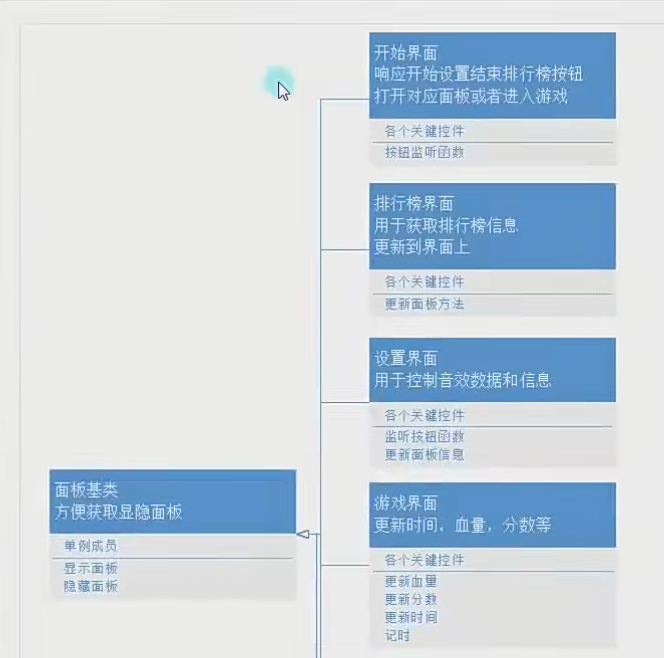 开始界面
响应开始设置结束排行榜按钮
打开对应面板或者进入游戏
各个关键控件
按钮监听函数
排行榜界面
用于获取排行榜信息
更新到界面上
各个关键控件
更新面板方法
设置界面
用于控制音效数据和信息
各个关键控件
监听按钮函数
更新面板信息
面板基类
方便获取显隐面板
单例成员
显示面板
隐藏面板
游戏界面
更新时间，血量，分数等
各个关键控件
更新血量
更新分数
更新时间
记时